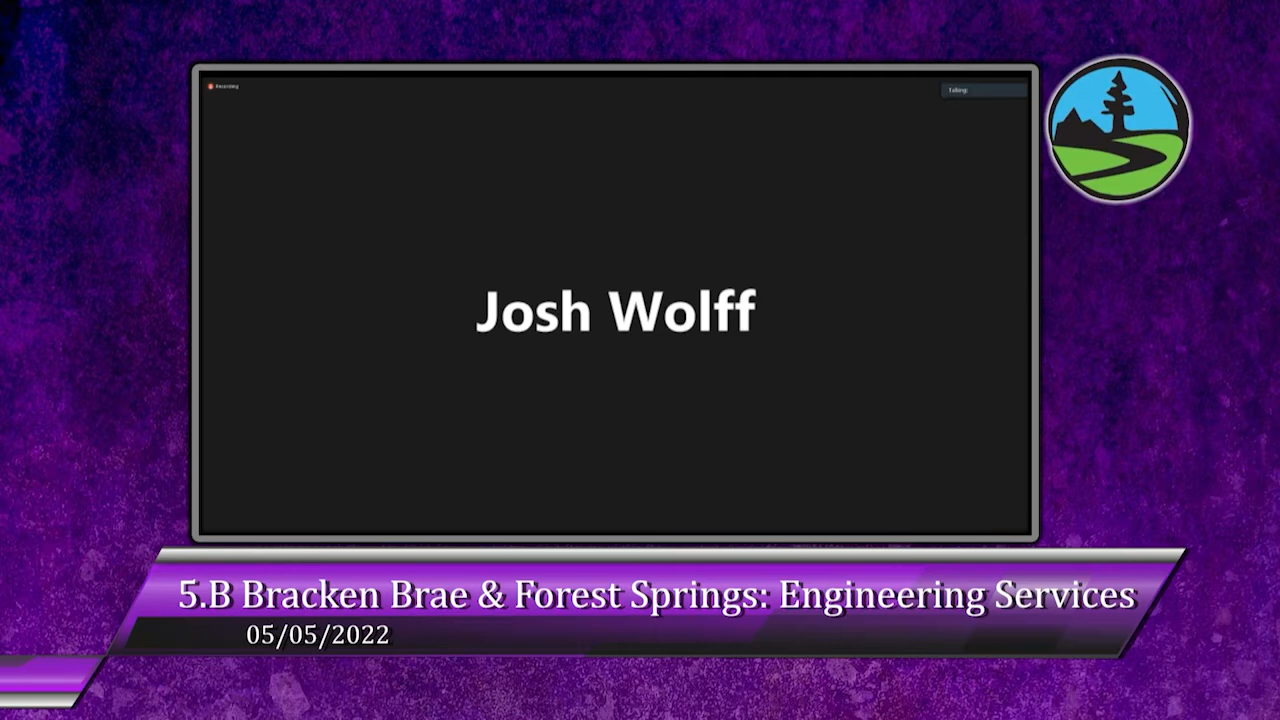 Recording
Talking:
Josh Wolff
5.B Bracken Brae & Forest Springs: Engineering Services
05/05/2022